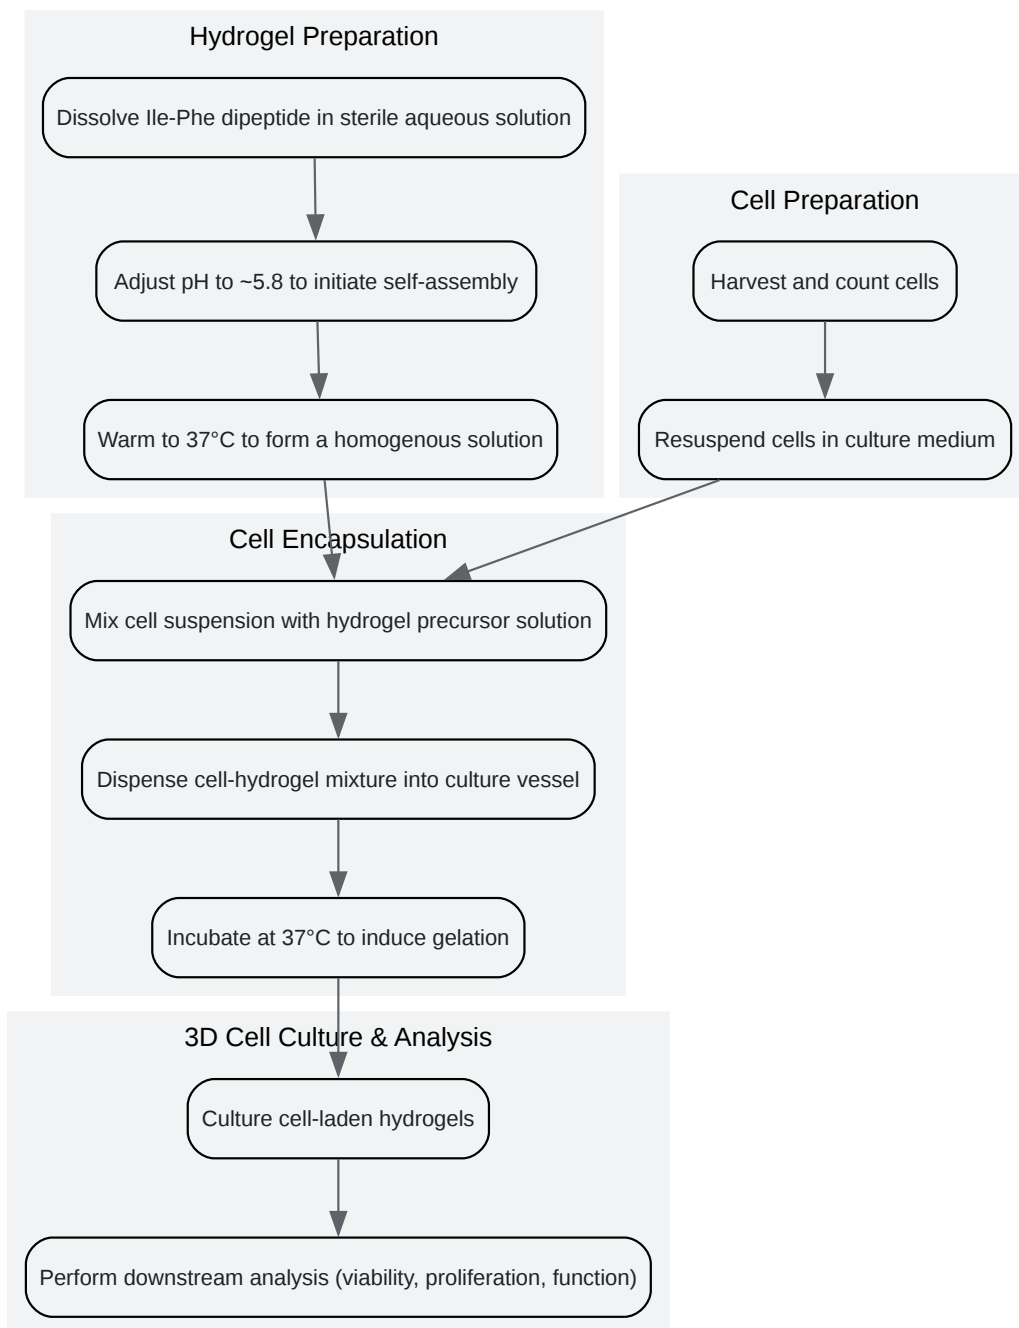 Hydrogel Preparation
Dissolve Ile-Phe dipeptide in sterile aqueous solution
Adjust pH to ~5.8 to initiate self-assembly
Warm to 37°C to form a homogenous solution
Cell Preparation
Harvest and count cells
Resuspend cells in culture medium
Cell Encapsulation
Mix cell suspension with hydrogel precursor solution
Dispense cell-hydrogel mixture into culture vessel
Incubate at 37°C to induce gelation
3D Cell Culture & Analysis
Culture cell-laden hydrogels
Perform downstream analysis (viability, proliferation, function)